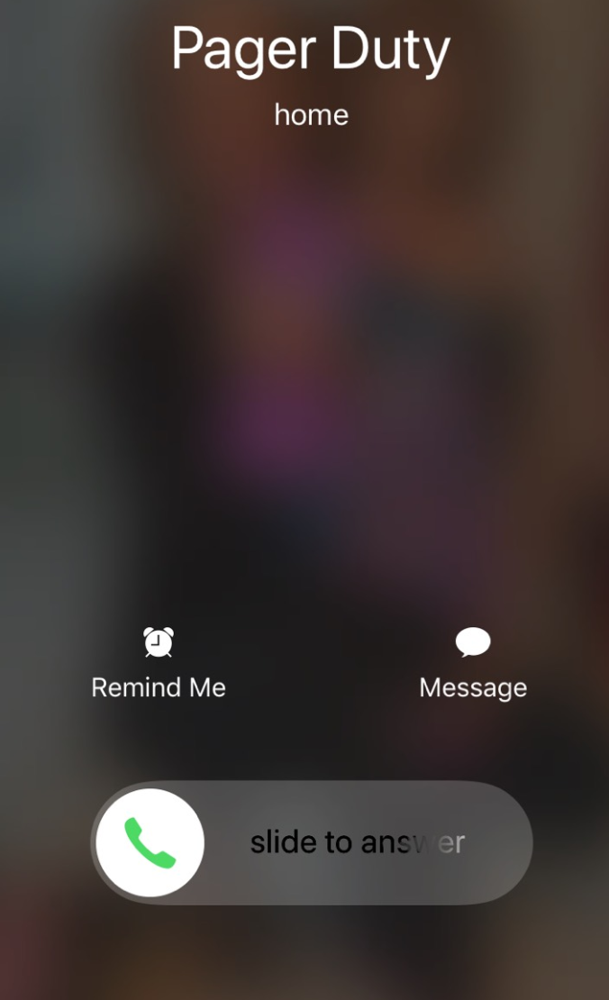 Pager Duty
home
Remind Me
Message
slide to answer